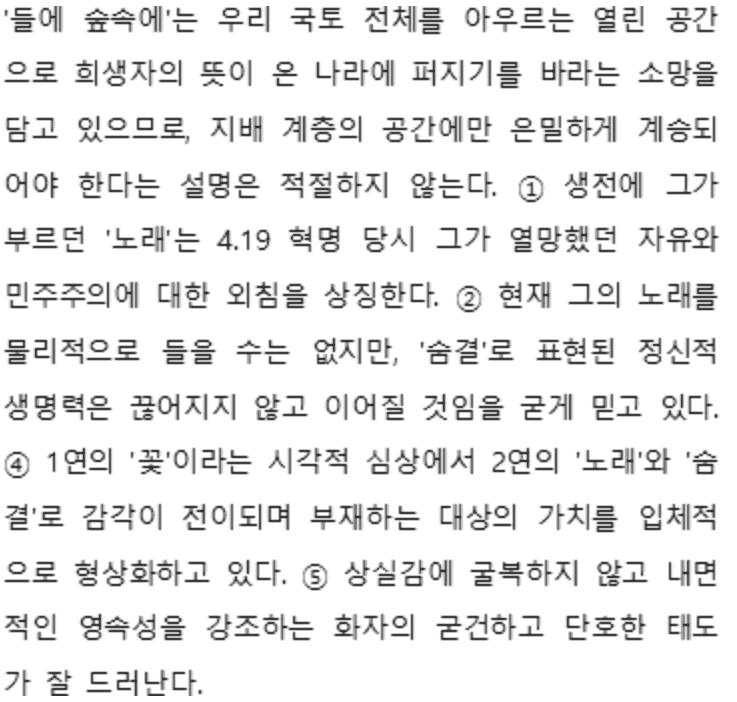 '들에 숲속에'는 우리 국토 전체를 아우르는 열린 공간
으로 희생자의 뜻이 온 나라에 퍼지기를 바라는 소망을
담고 있으므로, 지배 계층의 공간에만 은밀하게 계승되
어야 한다는 설명은 적절하지 않는다. ① 생전에 그가
부르던 '노래'는 4.19 혁명 당시 그가 열망했던 자유와
민주주의에 대한 외침을 상징한다. ② 현재 그의 노래를
물리적으로 들을 수는 없지만, '숨결'로 표현된 정신적
생명력은 끊어지지 않고 이어질 것임을 굳게 믿고 있다.
④ 1연의 '꽃'이라는 시각적 심상에서 2연의 '노래'와 '숨
결'로 감각이 전이되며 부재하는 대상의 가치를 입체적
으로 형상화하고 있다. ⑤ 상실감에 굴복하지 않고 내면
적인 영속성을 강조하는 화자의 굳건하고 단호한 태도
가 잘 드러난다.